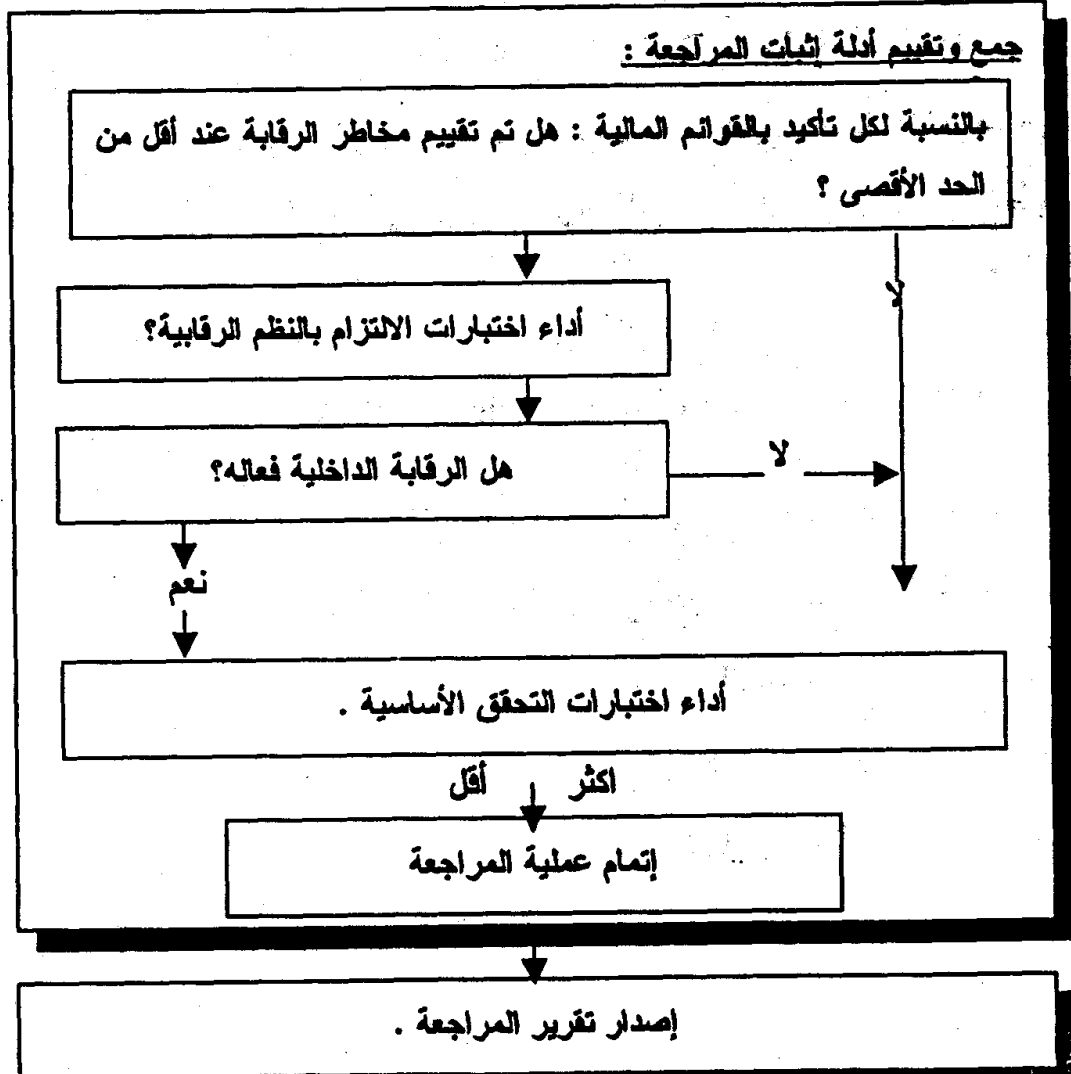 جمع وتقييم أدلة إثبات المراجعة :
بالنسبة لكل تأكيد بالقوائم المالية : هل تم تقييم مخاطر الرقابة عند أقل من
الحد الأقصى ؟
أداء اختبارات الالتزام بالنظم الرقابية؟
هل الرقابة الداخلية فعاله؟
لا
نعم
أداء اختبارات التحقق الأساسية .
اكثر
أقل
إتمام عملية المراجعة
إصدار تقرير المراجعة .